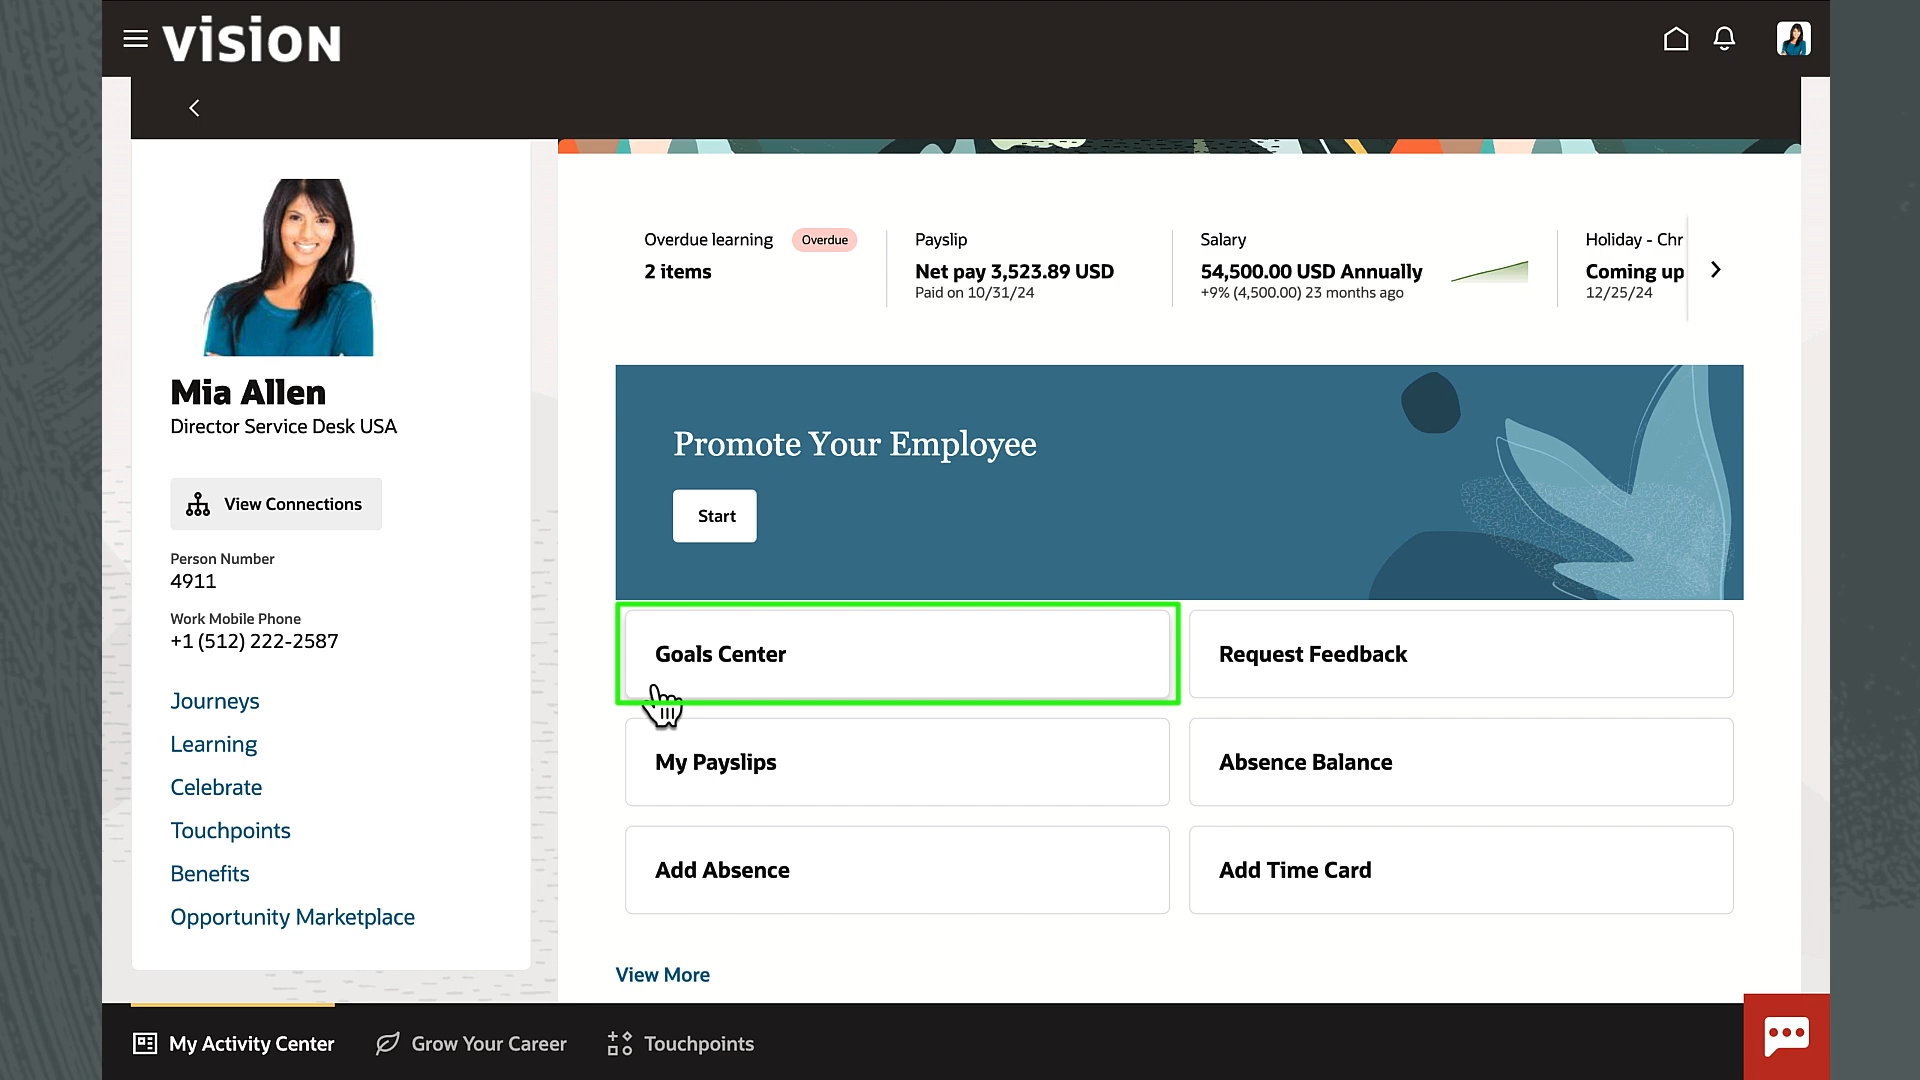 vision
Mia Allen
Director Service Desk USA
View Connections
Person Number
4911
Work Mobile Phone
+1 (512) 222-2587
Journeys
Learning
Celebrate
Touchpoints
Benefits
Opportunity Marketplace
Overdue learning Overdue
2 items
Payslip
Net pay 3,523.89 USD
Paid on 10/31/24
Salary
54,500.00 USD Annually
+9% (4,500.00) 23 months ago
Holiday - Chr
Coming up
12/25/24
Promote Your Employee
Start
Goals Center
Request Feedback
My Payslips
Absence Balance
Add Absence
Add Time Card
View More
My Activity Center
Grow Your Career
Touchpoints